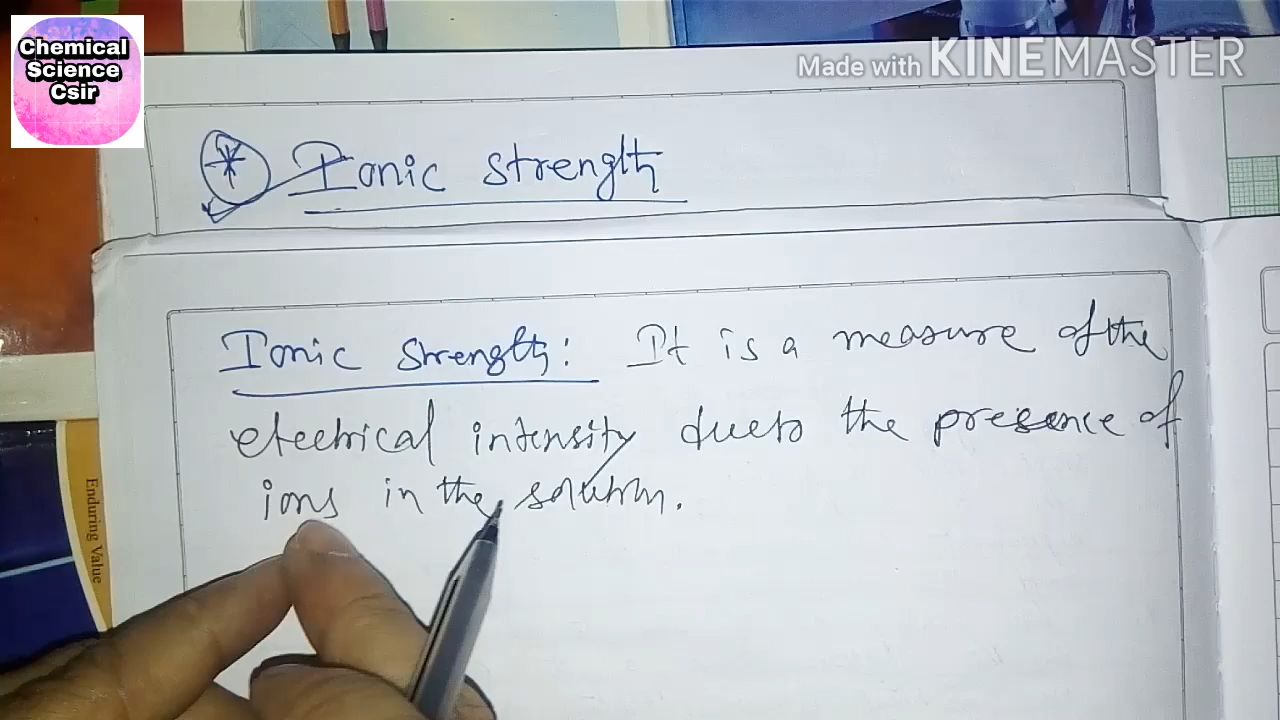 Chemical
Science
Csir
Made with KINEMASTER
Ionic strength
Ionic strength: It is a measure of the
electrical intensity due to the presence of
ions in the solution.
Enduring Value